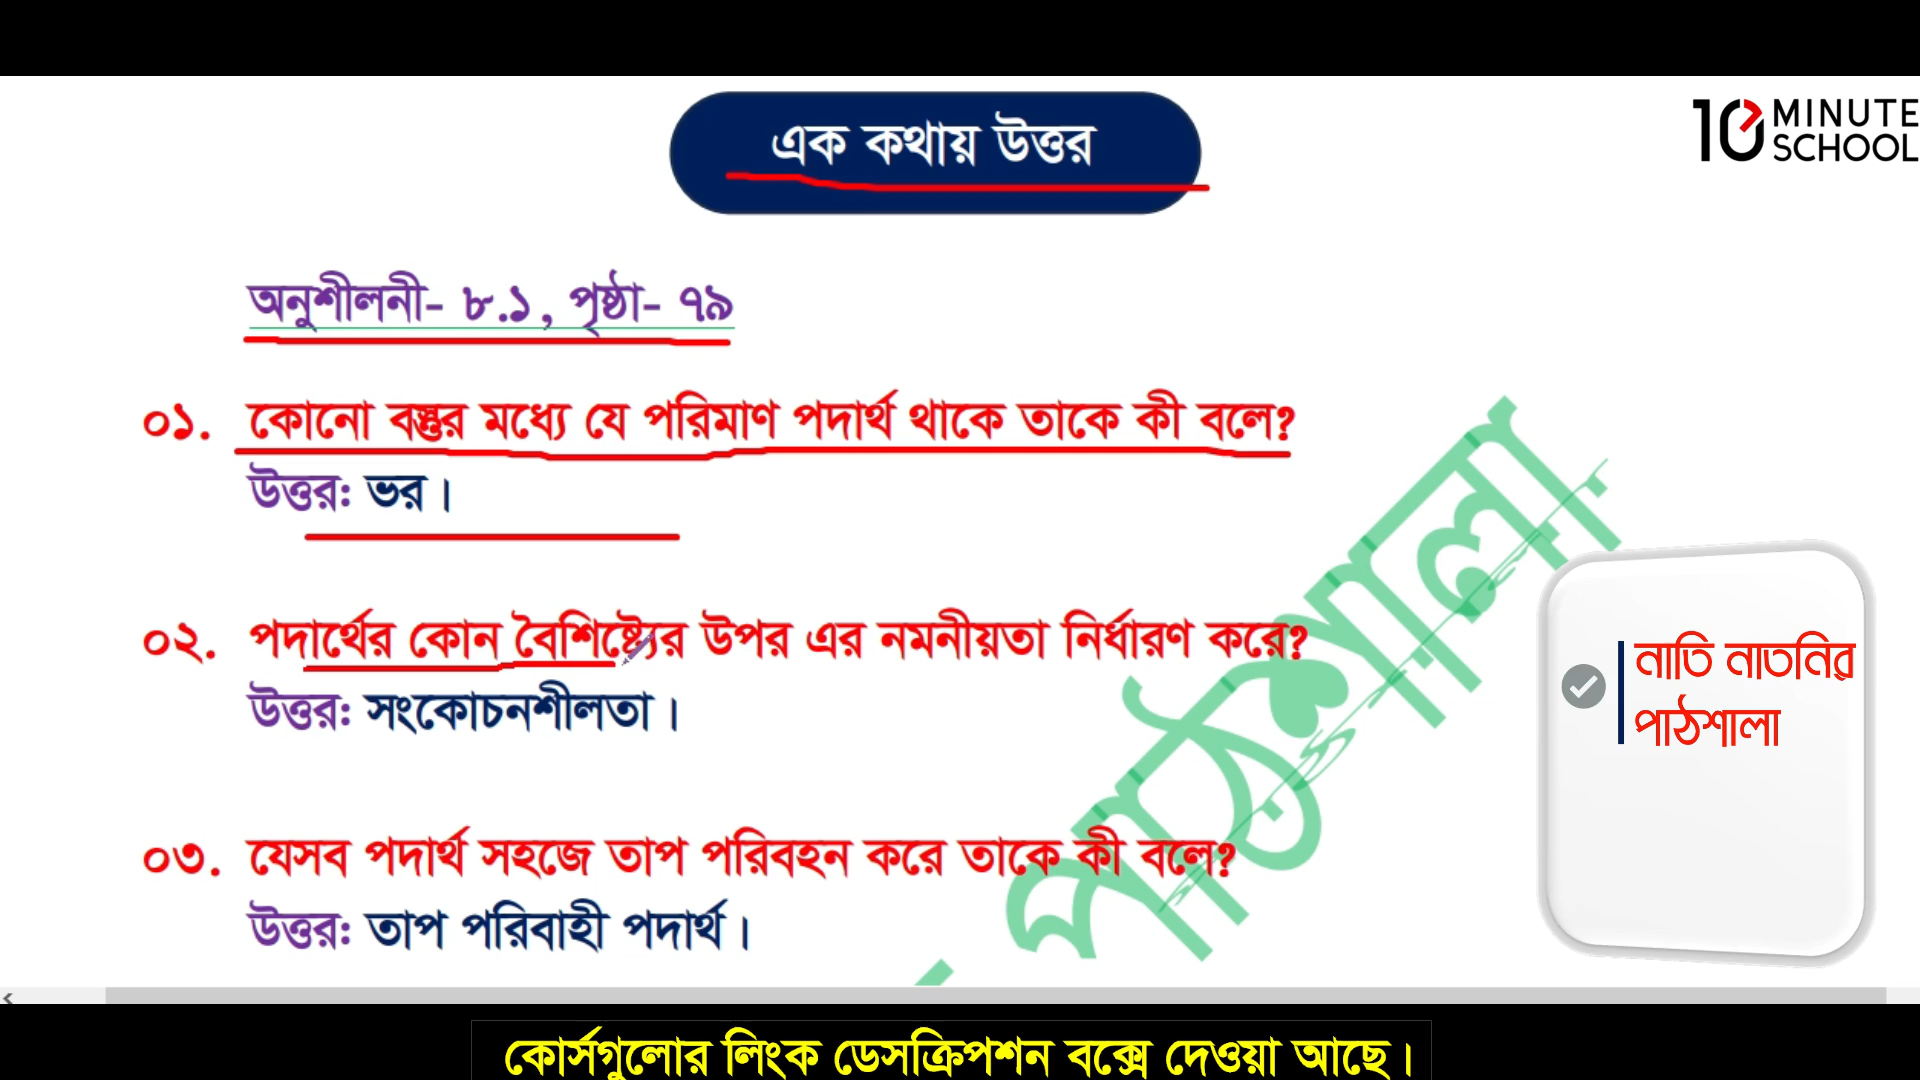 এক কথায় উত্তর
10 MINUTE
SCHOOL
অনুশীলনী- ৮.১, পৃষ্ঠা- ৭৯
০১. কোনো বস্তুর মধ্যে যে পরিমাণ পদার্থ থাকে তাকে কী বলে?
উত্তর: ভর।
০২. পদার্থের কোন বৈশিষ্ট্যের উপর এর নমনীয়তা নির্ধারণ করে?
উত্তর: সংকোচনশীলতা।
০৩. যেসব পদার্থ সহজে তাপ পরিবহন করে তাকে কী বলে?
উত্তর: তাপ পরিবাহী পদার্থ।
পাঠশালা
নাতি নাতনির
পাঠশালা
কোর্সগুলোর লিংক ডেসক্রিপশন বক্সে দেওয়া আছে।